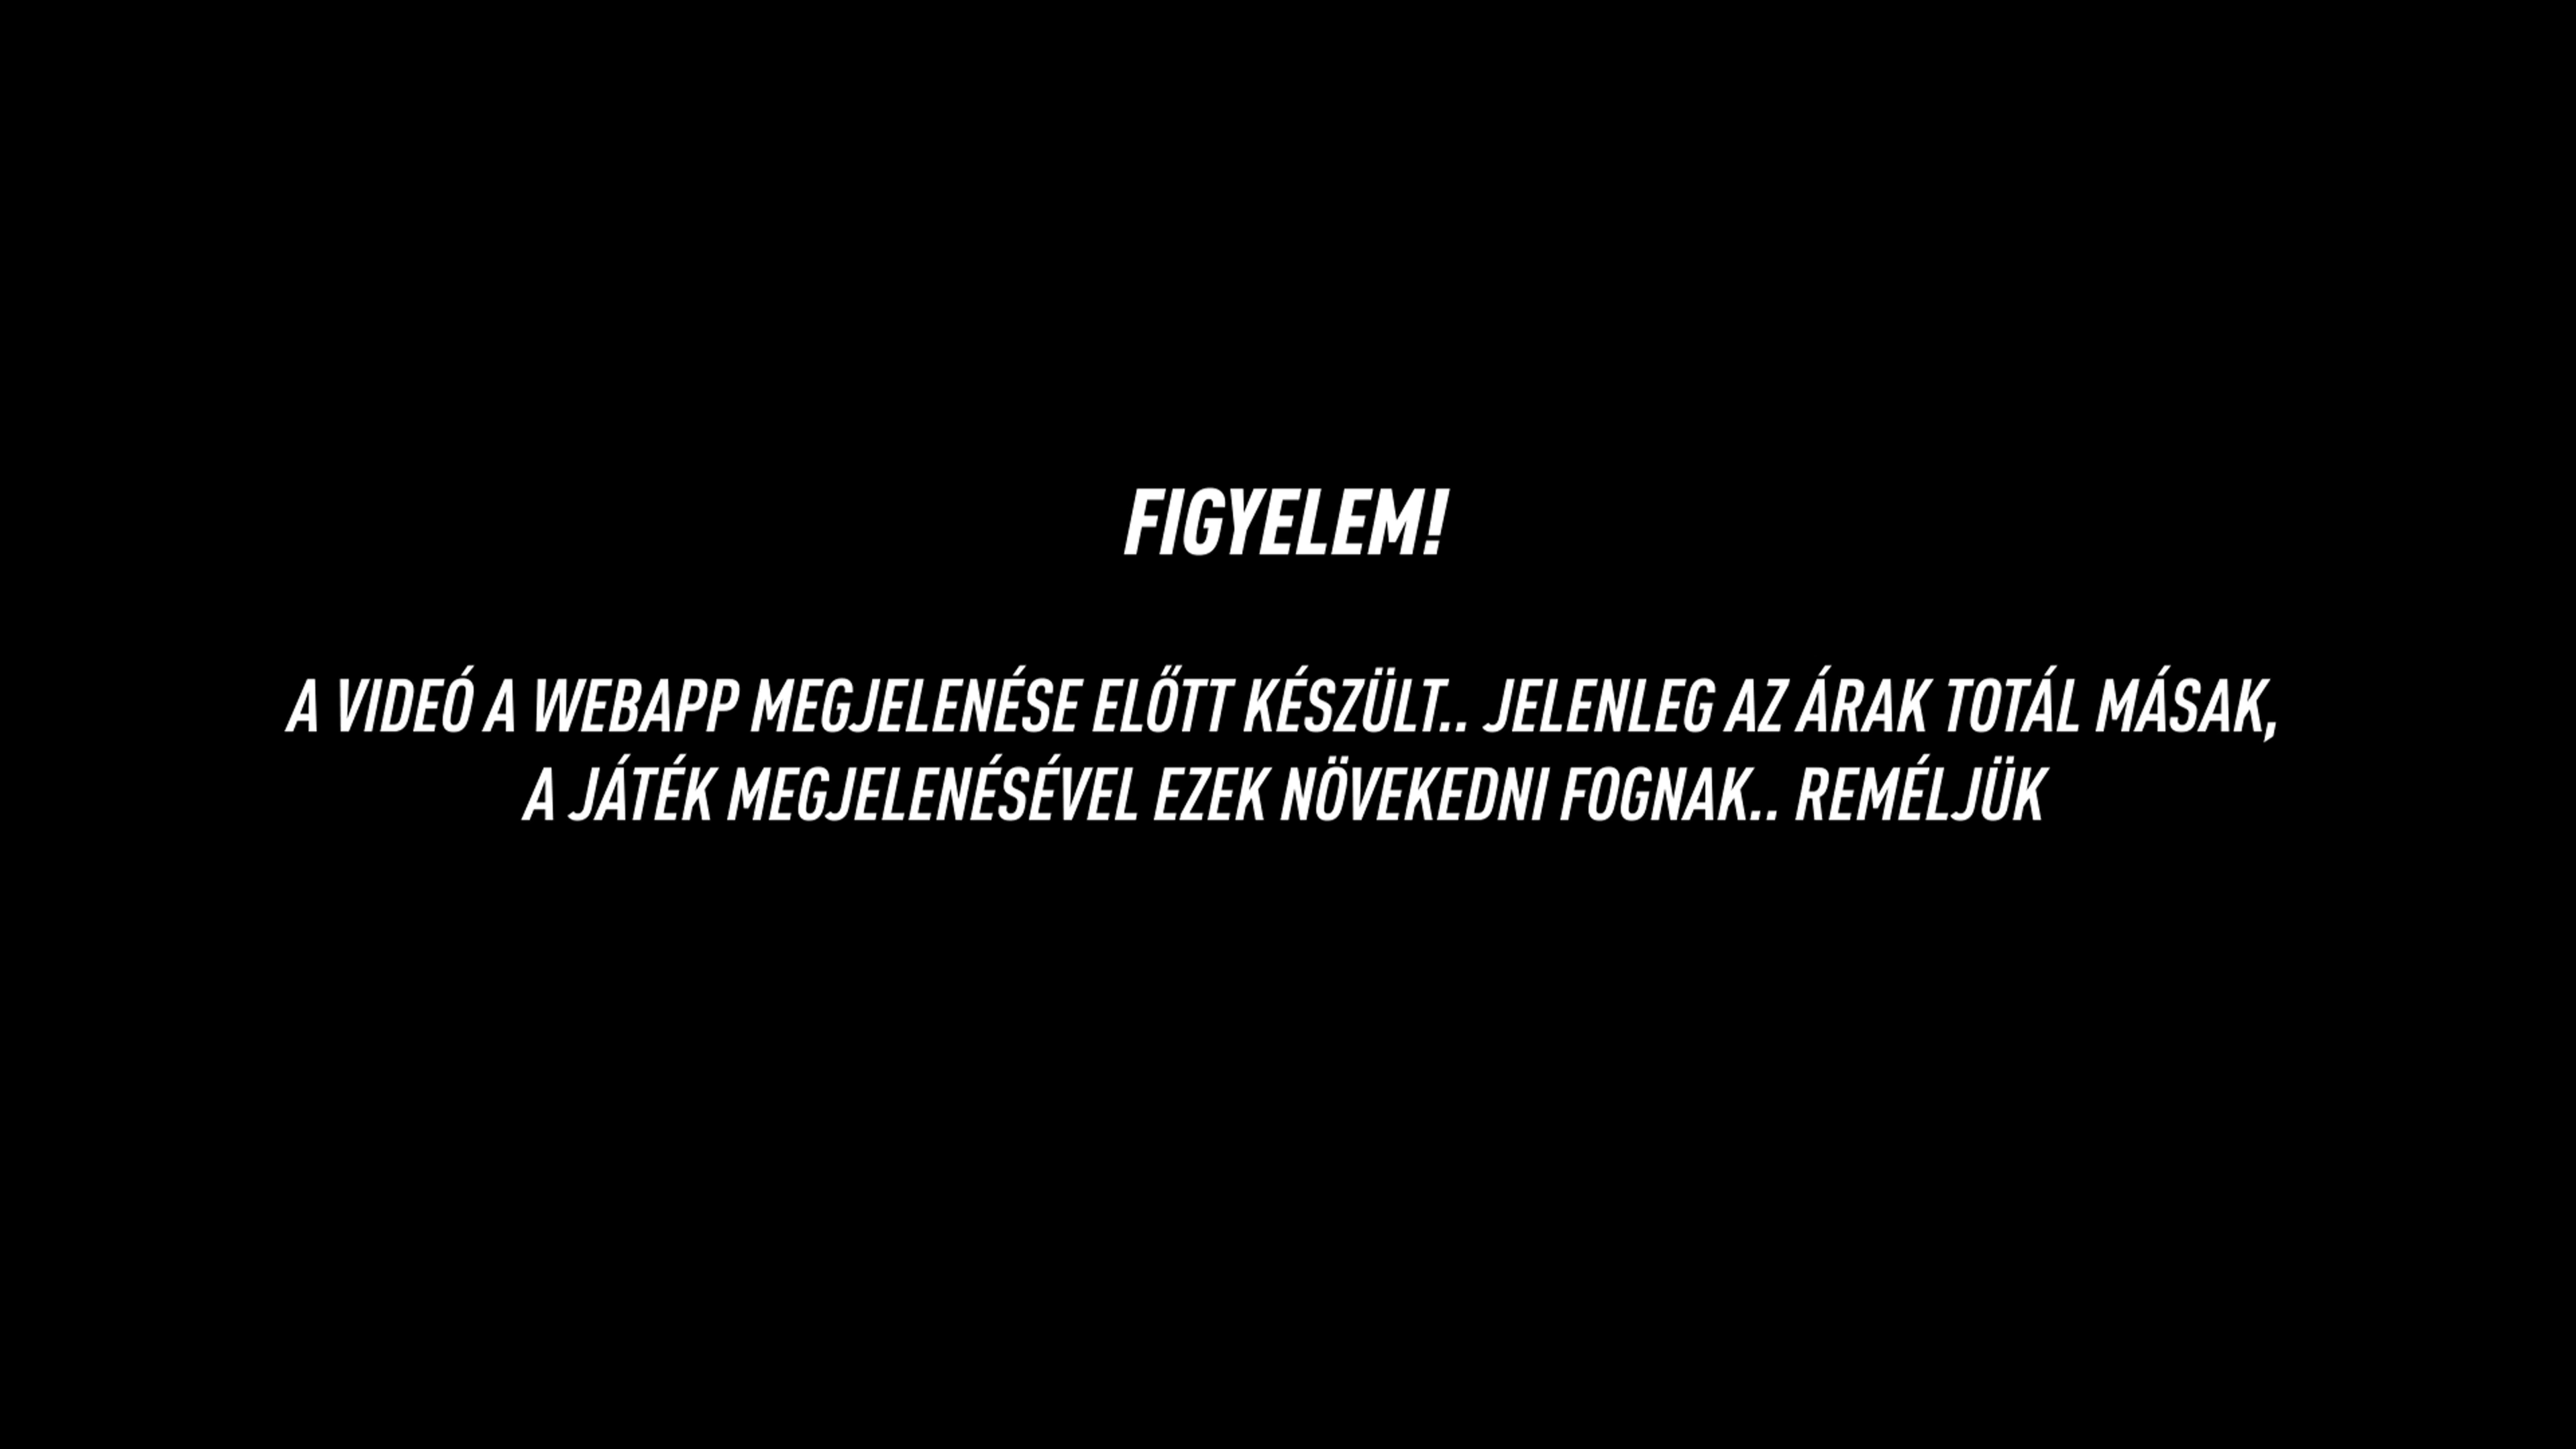 FIGYELEM!
A VIDEÓ A WEBAPP MEGJELENÉSE ELŐTT KÉSZÜLT.. JELENLEG AZ ÁRAK TOTÁL MÁSAK,
A JÁTÉK MEGJELENÉSÉVEL EZEK NÖVEKEDNI FOGNAK.. REMÉLJÜK